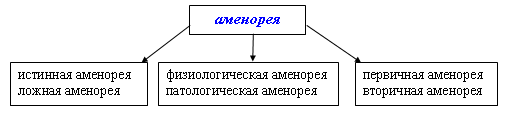 аменорея
истинная аменорея
ложная аменорея
физиологическая аменорея
патологическая аменорея
первичная аменорея
вторичная аменорея